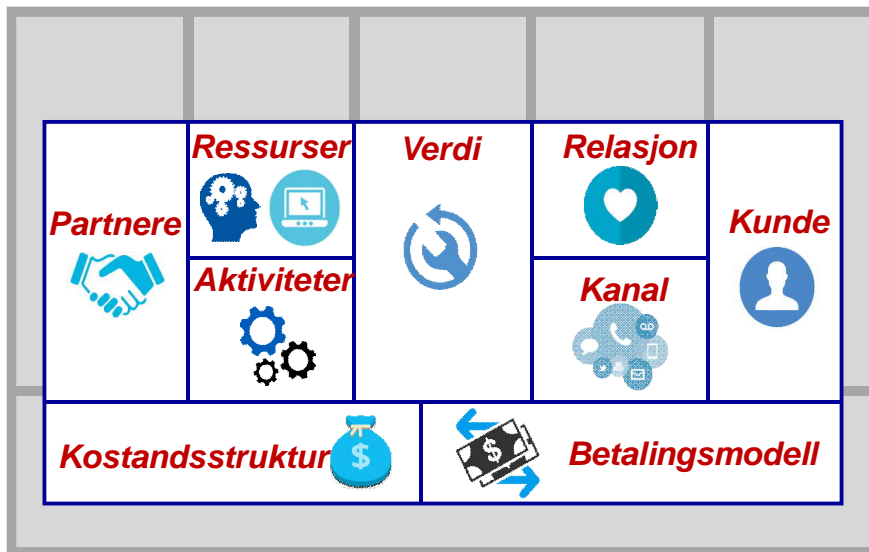 Partnere
Ressurser
Aktiviteter
Verdi
Relasjon
Kanal
Kunde
Kostandsstruktur
$
$
Betalingsmodell